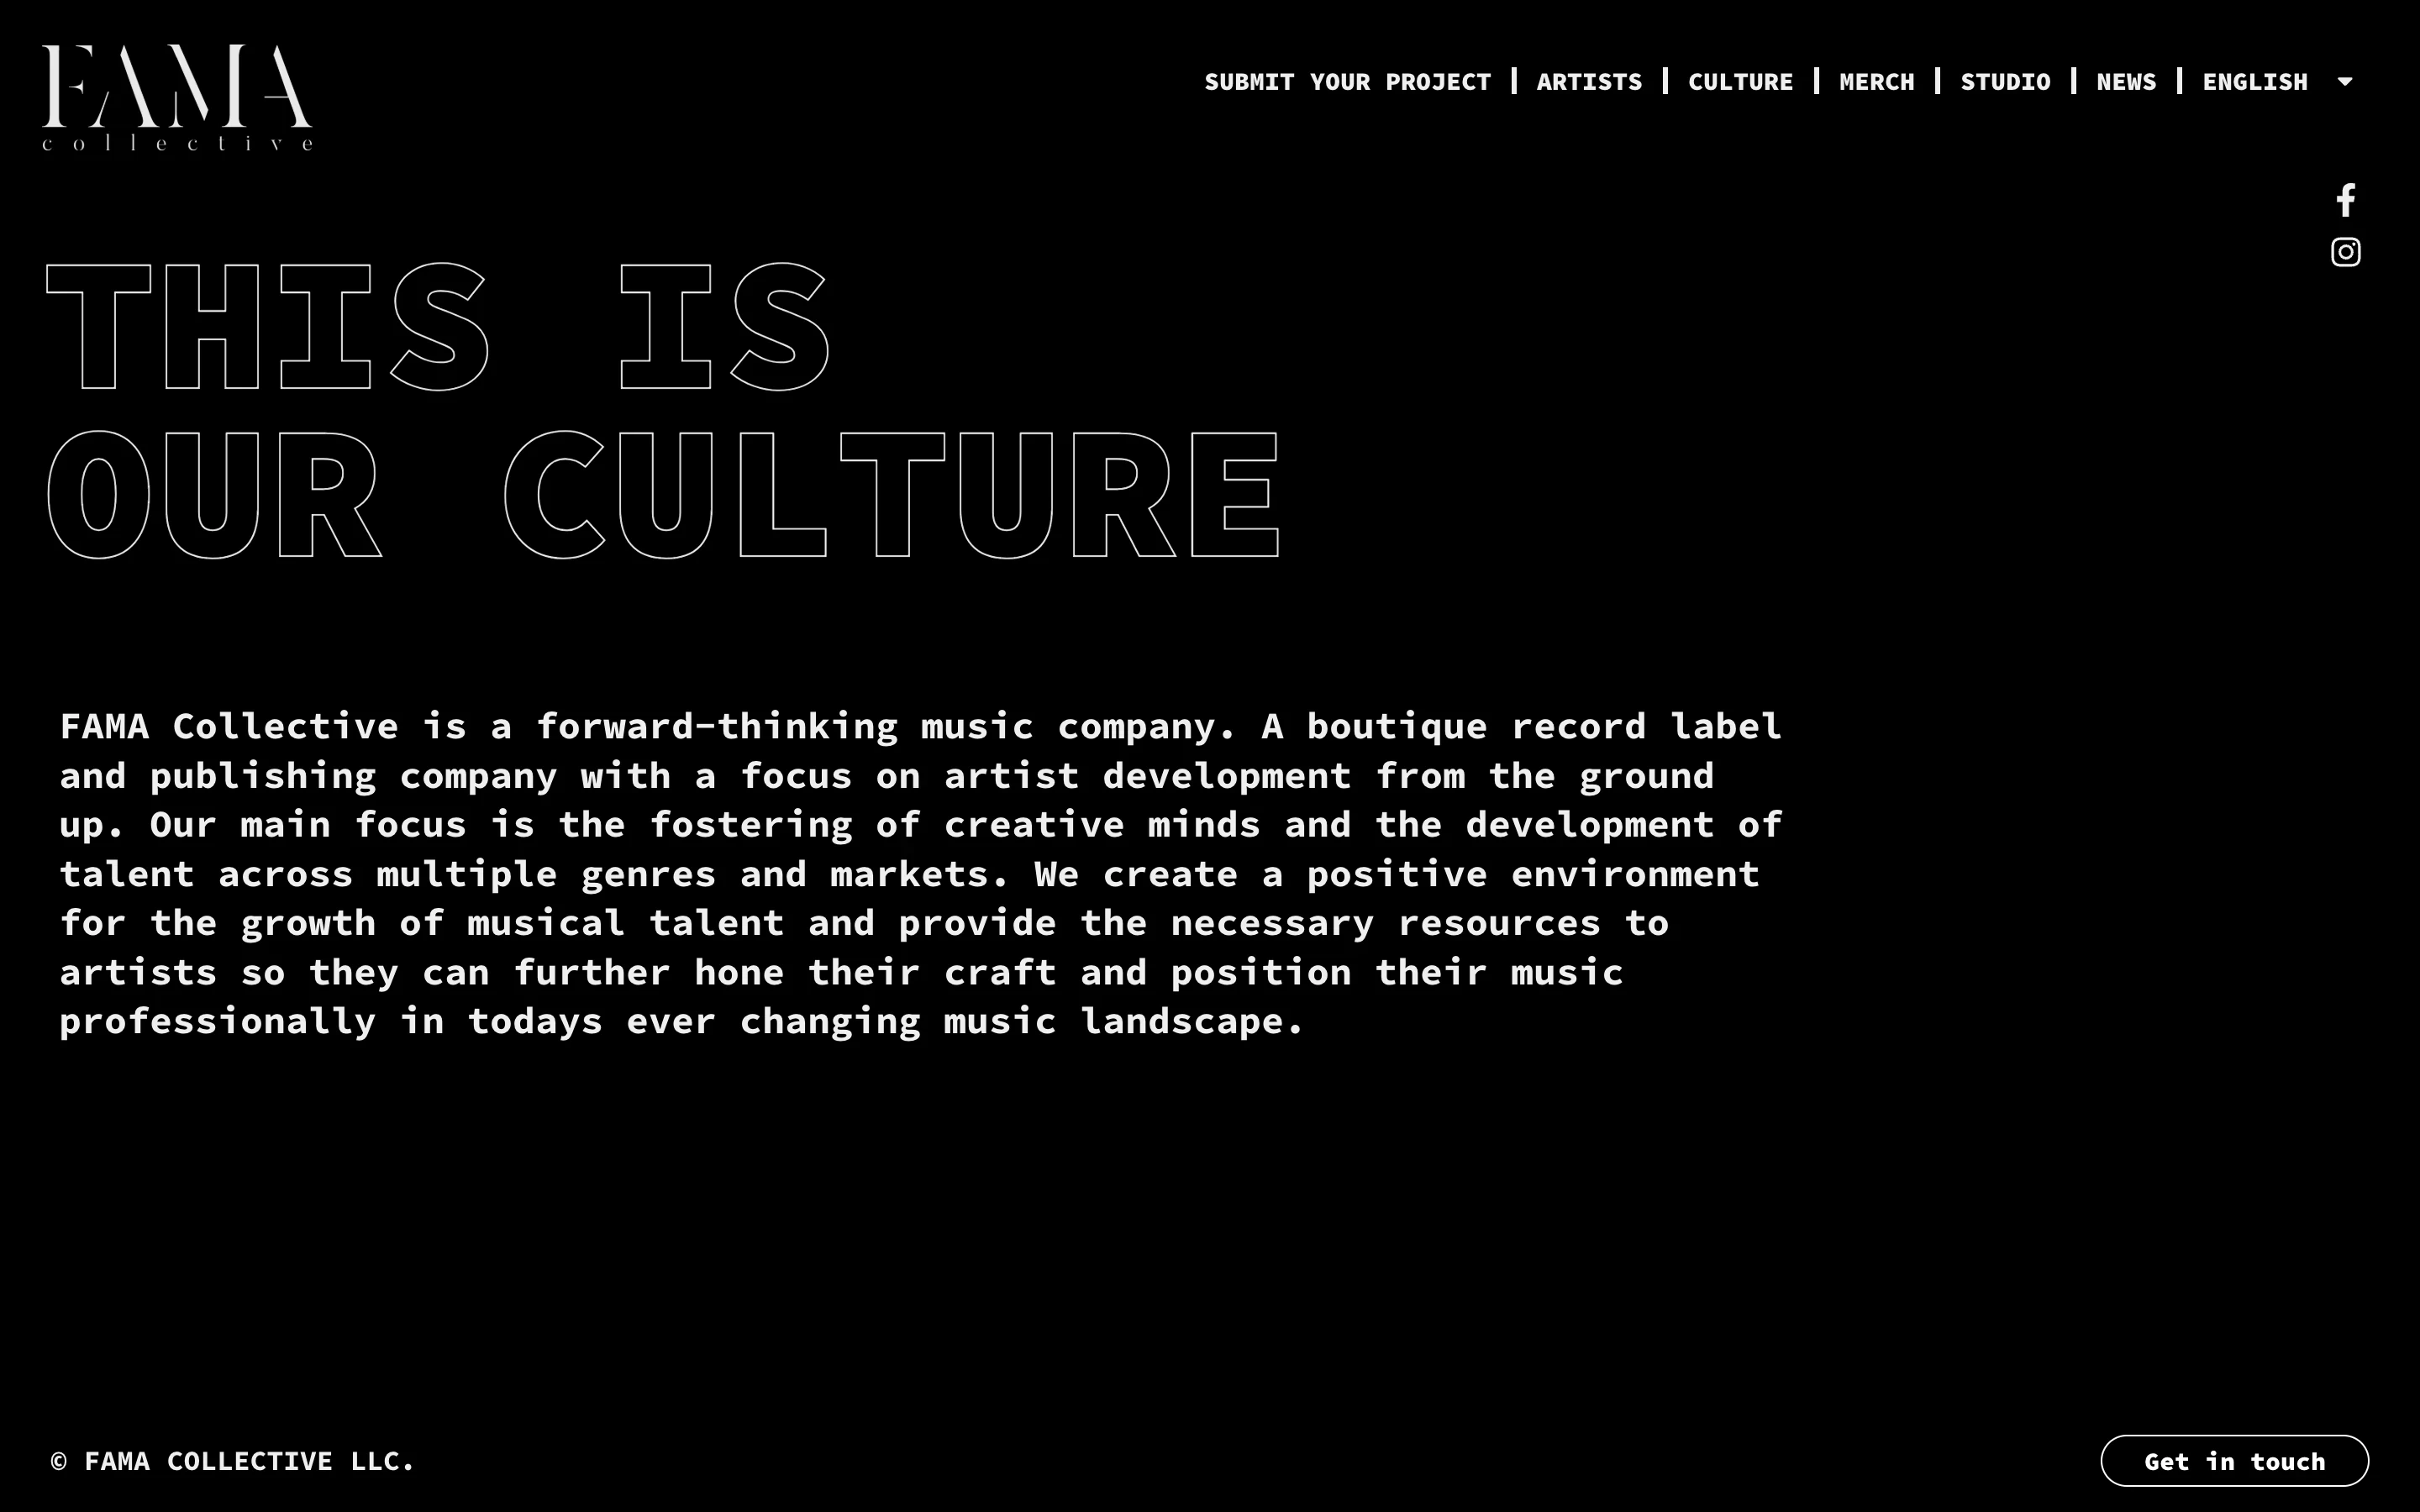 FAMA
collective
SUBMIT YOUR PROJECT | ARTISTS | CULTURE | MERCH | STUDIO | NEWS | ENGLISH
THIS IS
OUR CULTURE
FAMA Collective is a forward-thinking music company. A boutique record label
and publishing company with a focus on artist development from the ground
up. Our main focus is the fostering of creative minds and the development of
talent across multiple genres and markets. We create a positive environment
for the growth of musical talent and provide the necessary resources to
artists so they can further hone their craft and position their music
professionally in todays ever changing music landscape.
© FAMA COLLECTIVE LLC.
Get in touch